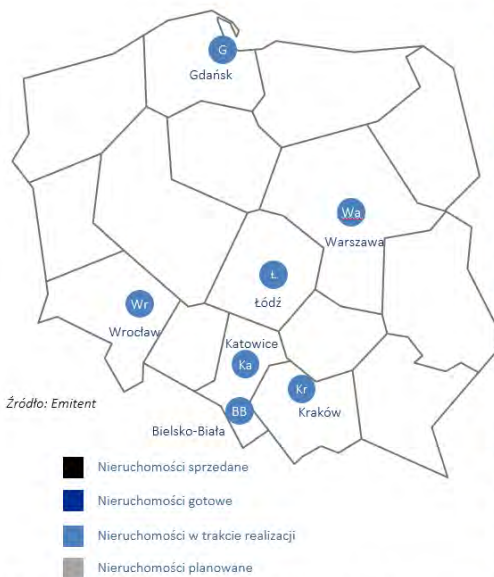 G
Gdańsk
Wa
Warszawa
Ł
Łódź
Wr
Wrocław
Katowice
Ka
Kr
Kraków
Źródło: Emitent
BB
Bielsko-Biała
Nieruchomości sprzedane
Nieruchomości gotowe
Nieruchomości w trakcie realizacji
Nieruchomości planowane